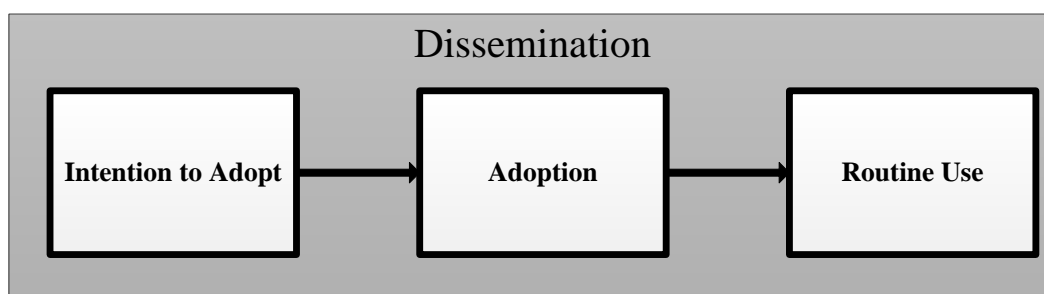 Dissemination
Intention to Adopt
Adoption
Routine Use